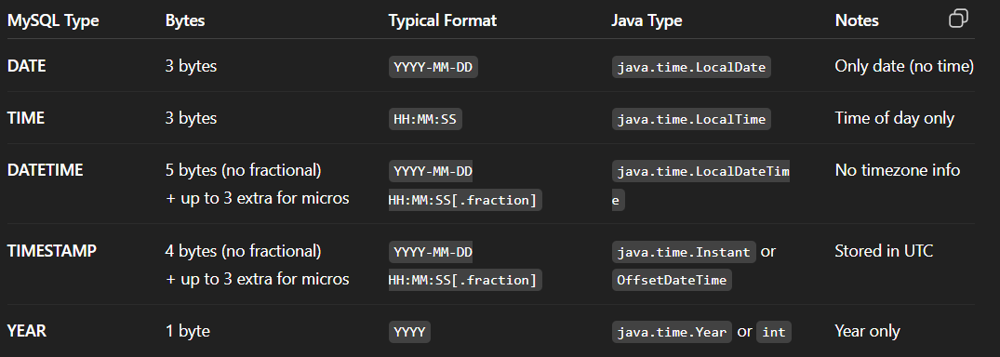 MySQL Type Bytes Typical Format Java Type Notes
DATE 3 bytes YYYY-MM-DD java.time.LocalDate Only date (no time)
TIME 3 bytes HH:MM:SS java.time.LocalTime Time of day only
DATETIME 5 bytes (no fractional) YYYY-MM-DD java.time.LocalDateTim No timezone info
+ up to 3 extra for micros HH:MM:SS[.fraction] e
TIMESTAMP 4 bytes (no fractional) YYYY-MM-DD java.time.Instant or Stored in UTC
+ up to 3 extra for micros HH:MM:SS[.fraction] OffsetDateTime
YEAR 1 byte YYYY java.time.Year or int Year only